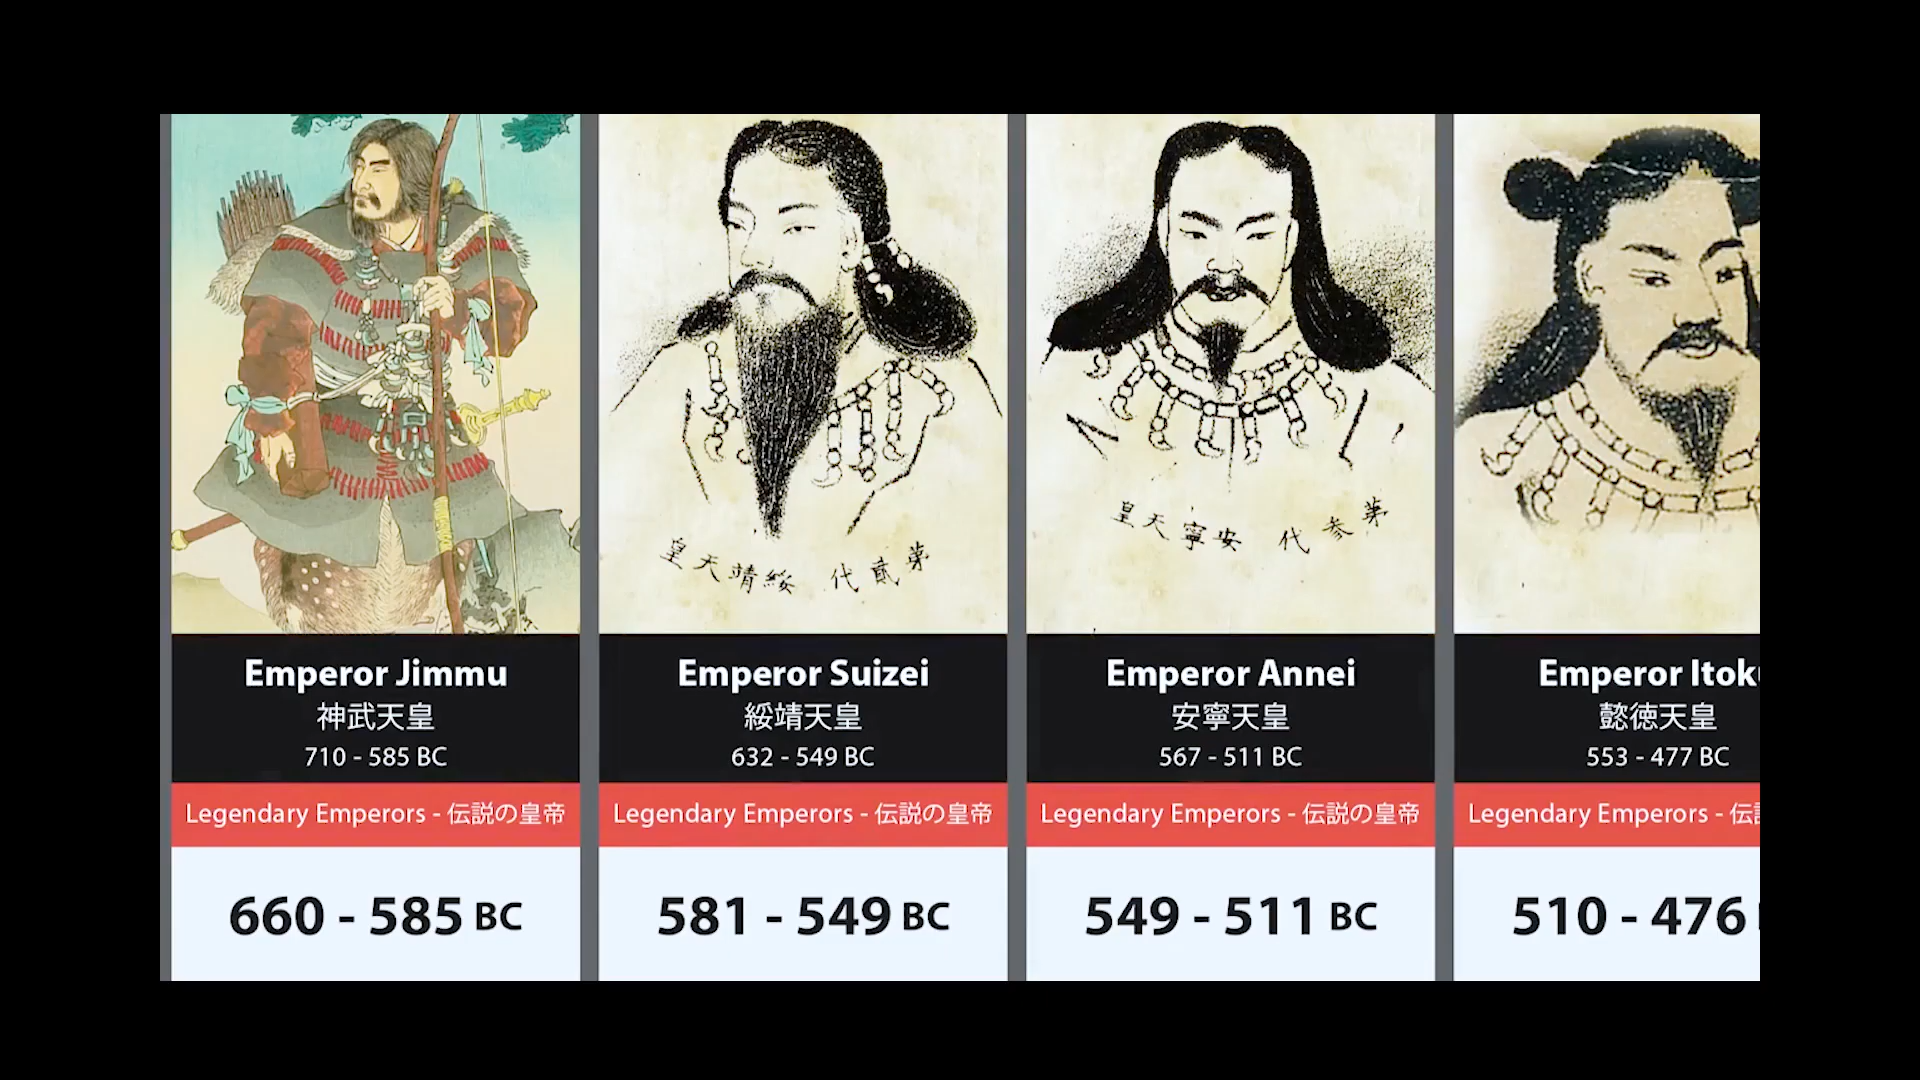 皇天靖綏 代貳第
皇天寧安 代参第
Emperor Jimmu
神武天皇
710 - 585 BC
Legendary Emperors - 伝説の皇帝
660 - 585 BC
Emperor Suizei
綏靖天皇
632 - 549 BC
Legendary Emperors - 伝説の皇帝
581 - 549 BC
Emperor Annei
安寧天皇
567 - 511 BC
Legendary Emperors - 伝説の皇帝
549 - 511 BC
Emperor Itok
懿徳天皇
553 - 477 BC
Legendary Emperors - 伝
510 - 476